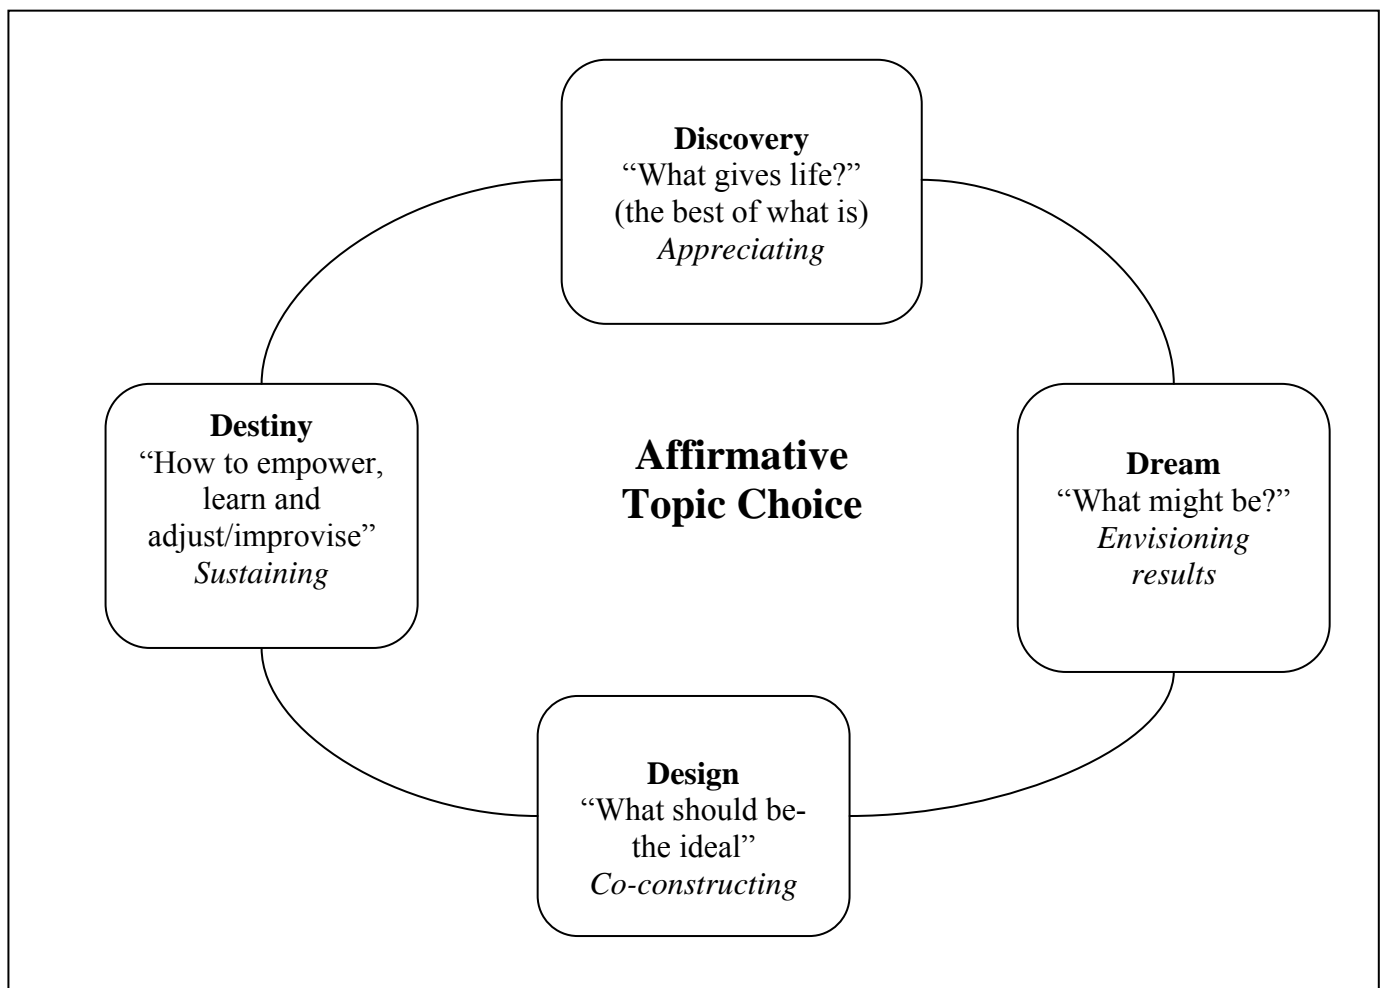 Discovery
“What gives life?”
(the best of what is)
Appreciating
Destiny
“How to empower,
learn and
adjust/improvise”
Sustaining
Affirmative
Topic Choice
Dream
“What might be?”
Envisioning
results
Design
“What should be-
the ideal”
Co-constructing